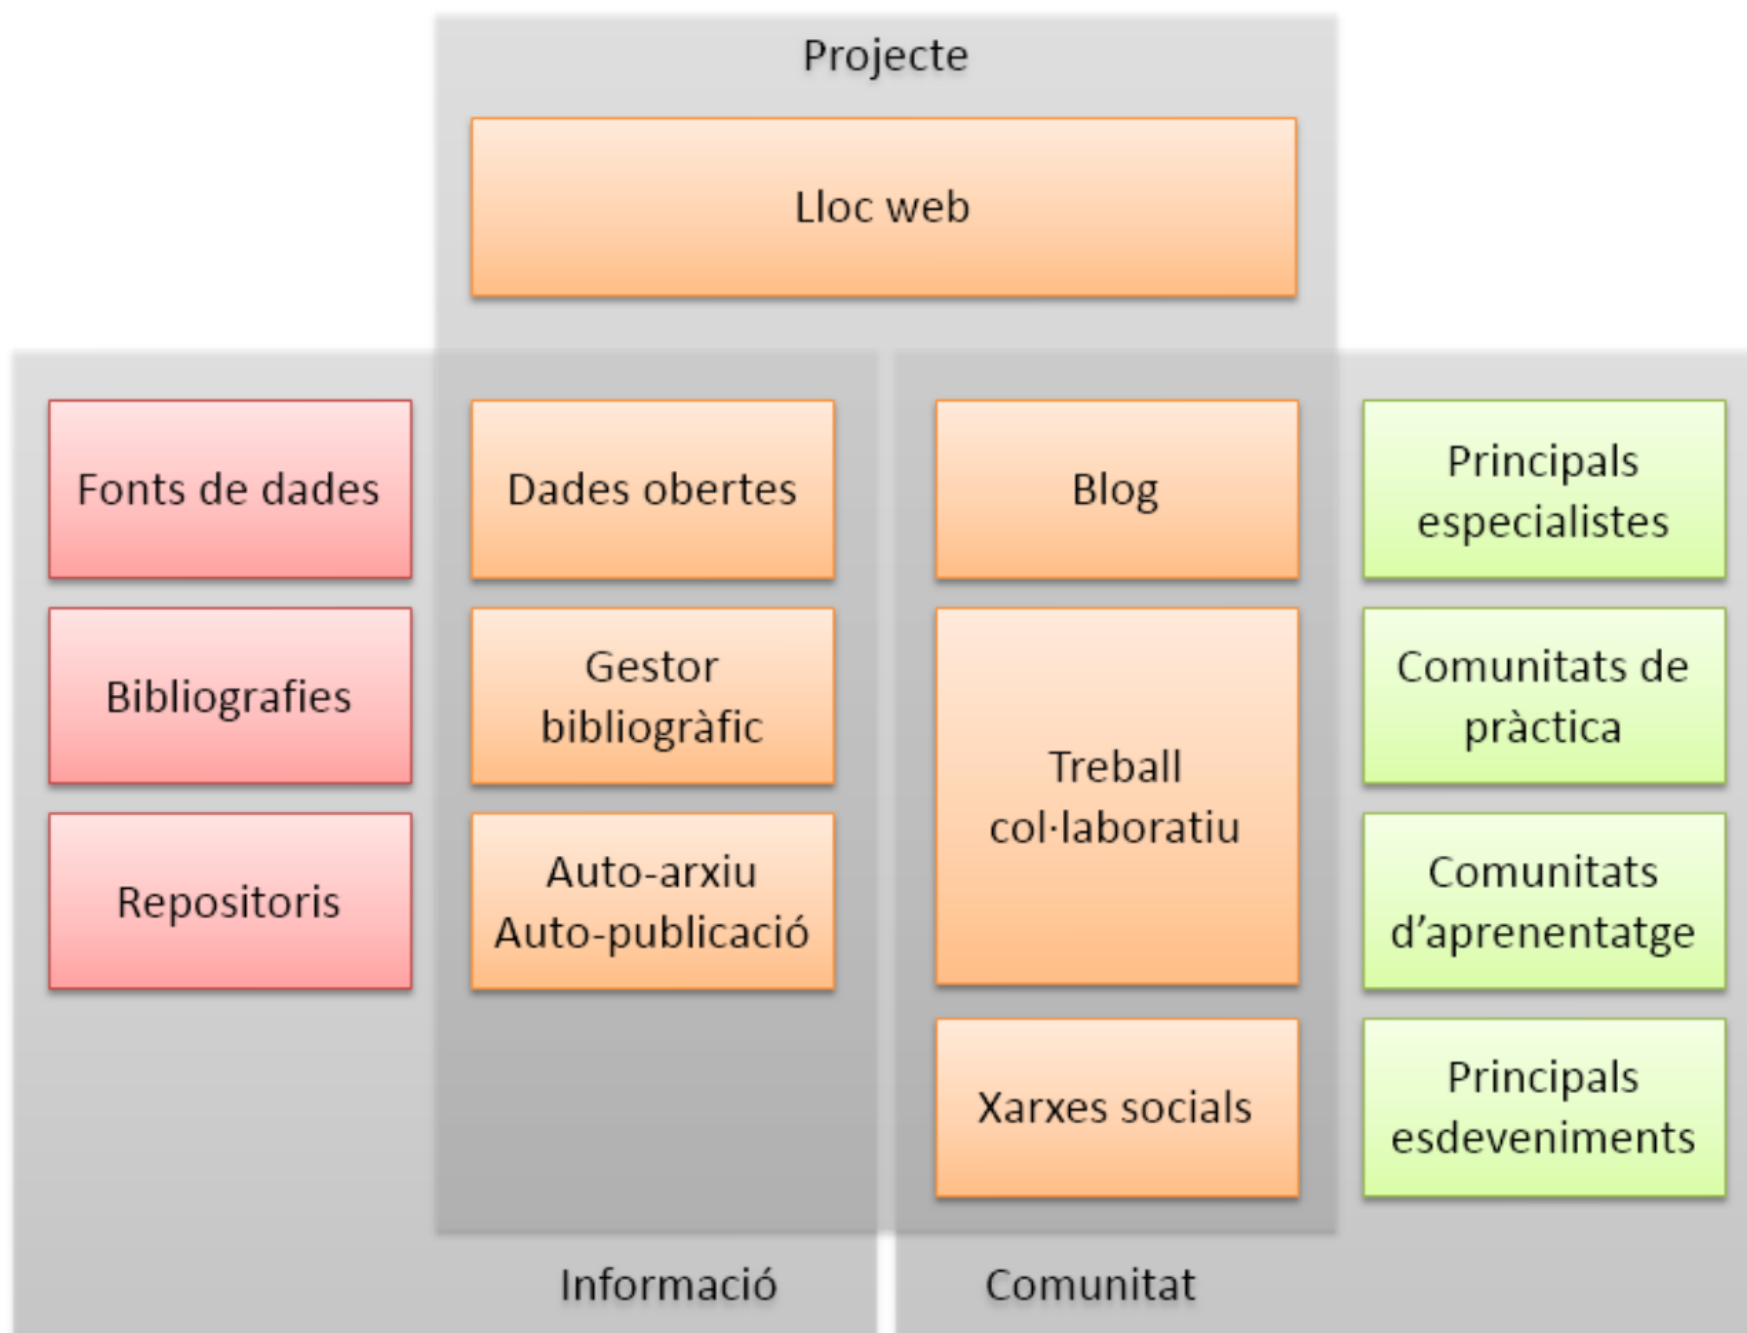 Projecte
Lloc web
Fonts de dades
Dades obertes
Blog
Principals
especialistes
Bibliografies
Gestor
bibliogràfic
Treball
col·laboratiu
Comunitats de
pràctica
Repositoris
Auto-arxiu
Auto-publicació
Comunitats
d’aprenentatge
Xarxes socials
Principals
esdeveniments
Informació
Comunitat